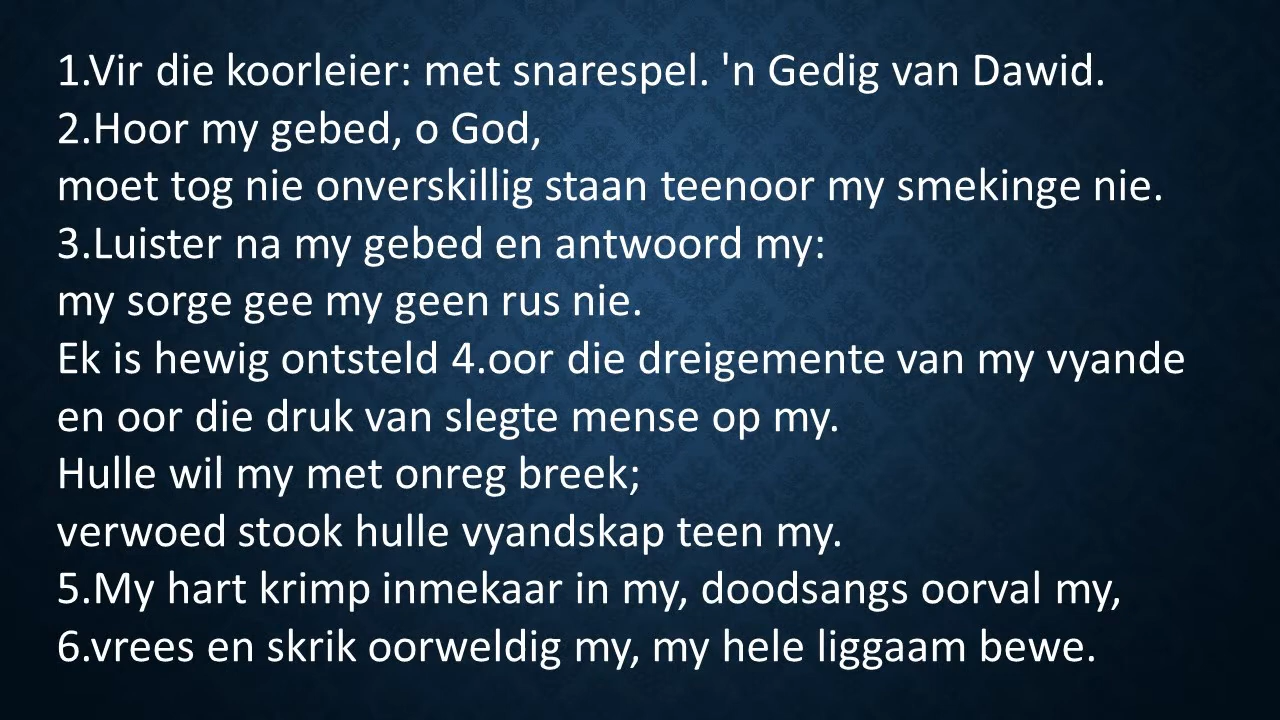 1.Vir die koorleier: met snarespel. 'n Gedig van Dawid.
2.Hoor my gebed, o God,
moet tog nie onverskillig staan teenoor my smekinge nie.
3.Luister na my gebed en antwoord my:
my sorge gee my geen rus nie.
Ek is hewig ontsteld 4.oor die dreigemente van my vyande
en oor die druk van slegte mense op my.
Hulle wil my met onreg breek;
verwoed stook hulle vyandskap teen my.
5.My hart krimp inmekaar in my, doodsangs oorval my,
6.vrees en skrik oorweldig my, my hele liggaam bewe.